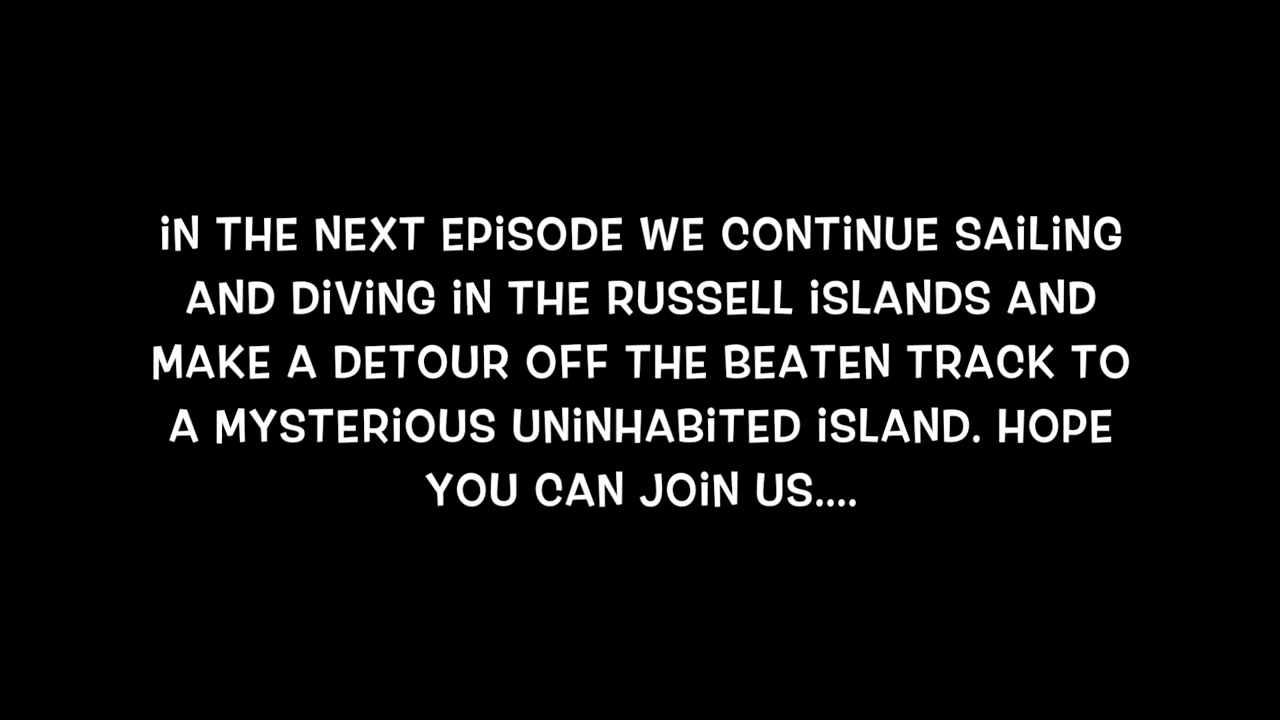 iN THE NEXT EPiSODE WE CONTiNUE SAiLiNG
AND DiViNG iN THE RUSSELL iSLANDS AND
MAKE A DETOUR OFF THE BEATEN TRACK TO
A MYSTERiOUS UNiNHABiTED iSLAND. HOPE
YOU CAN JOiN US....